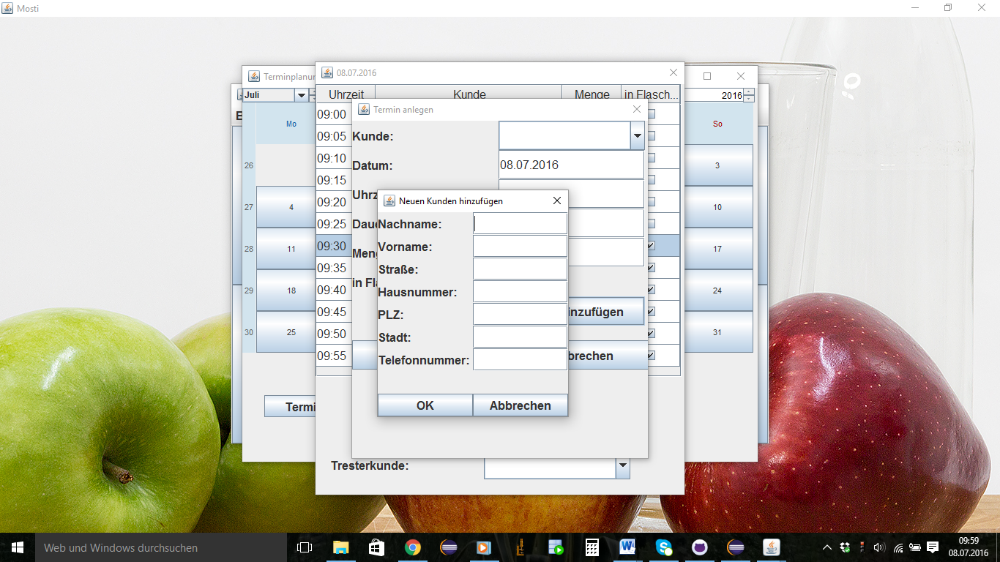 Mosti
Terminplanun
Juli
2016
Mo
So
26
3
27
4
10
28
11
17
29
18
24
30
25
31
Termi
08.07.2016
Uhrzeit Kunde Menge in Flasch...
09:00
09:05
09:10
09:15
09:20
09:25
09:30
09:35
09:40
09:45
09:50
09:55
Tresterkunde:
Termin anlegen
Kunde:
Datum: 08.07.2016
Uhrz
Daue
Meng
in Fla
inzufügen
brechen
Neuen Kunden hinzufügen
Nachname:
Vorname:
Straße:
Hausnummer:
PLZ:
Stadt:
Telefonnummer:
OK Abbrechen
Web und Windows durchsuchen
09:59
08.07.2016